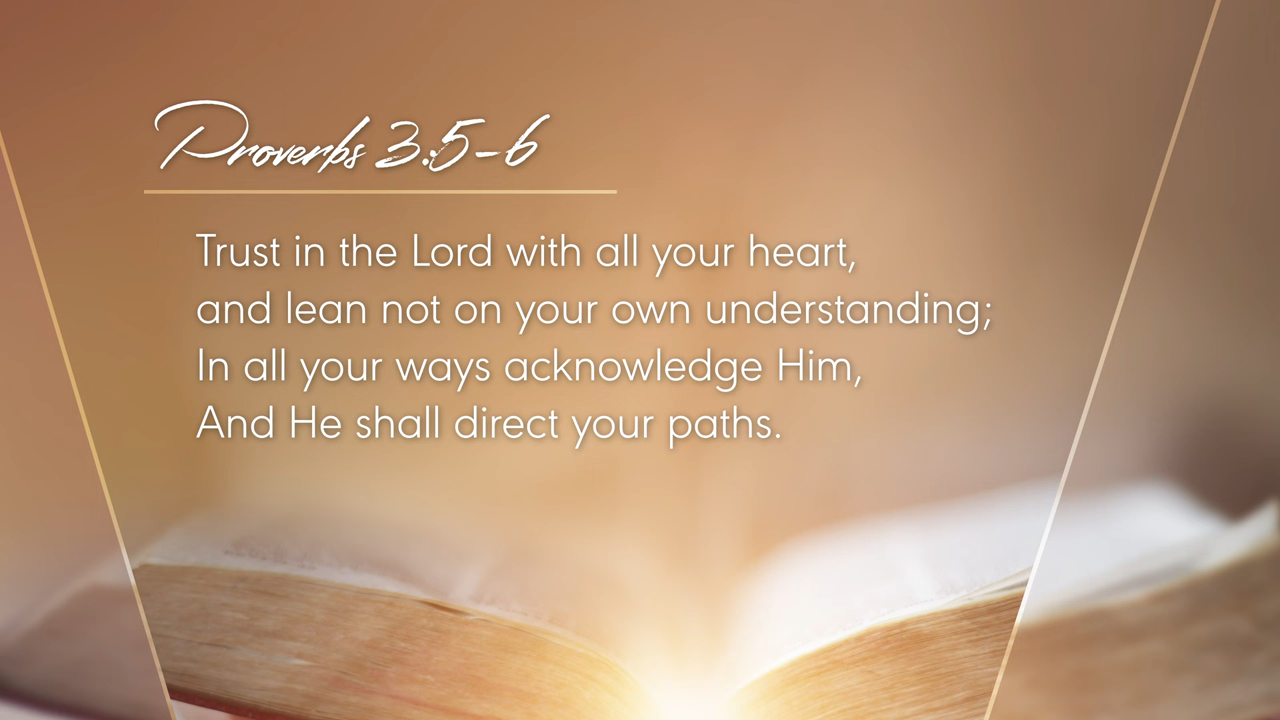 Proverbs 3:5-6
Trust in the Lord with all your heart,
and lean not on your own understanding;
In all your ways acknowledge Him,
And He shall direct your paths.